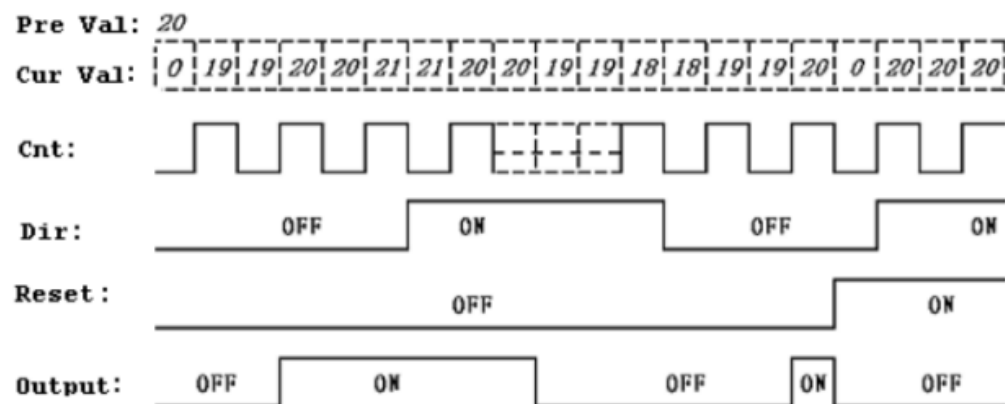 Pre Val: 20
Cur Val: 0 19 19 20 20 21 21 20 20 19 19 18 18 19 19 20 0 20 20 20
Cnt:
Dir: OFF ON OFF ON
Reset: OFF ON
Output: OFF ON OFF ON OFF